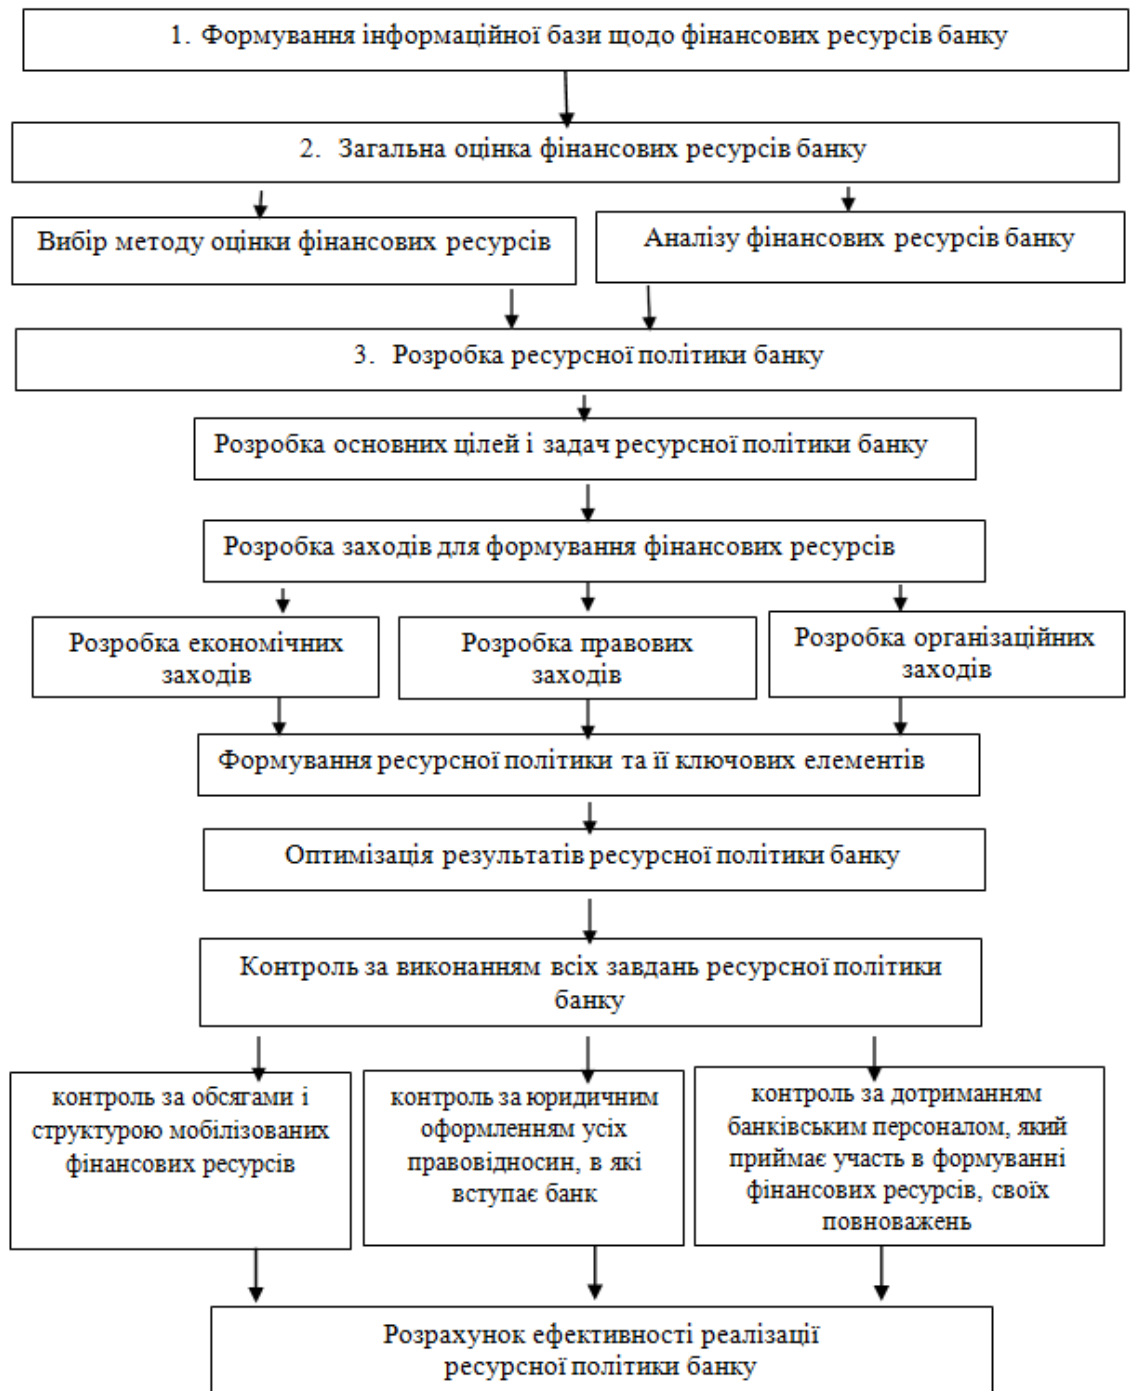 1. Формування інформаційної бази щодо фінансових ресурсів банку
2. Загальна оцінка фінансових ресурсів банку
Вибір методу оцінки фінансових ресурсів
Аналізу фінансових ресурсів банку
3. Розробка ресурсної політики банку
Розробка основних цілей і задач ресурсної політики банку
Розробка заходів для формування фінансових ресурсів
Розробка економічних
заходів
Розробка правових
заходів
Розробка організаційних
заходів
Формування ресурсної політики та її ключових елементів
Оптимізація результатів ресурсної політики банку
Контроль за виконанням всіх завдань ресурсної політики
банку
контроль за обсягами і
структурою мобілізованих
фінансових ресурсів
контроль за юридичним
оформленням усіх
правовідносин, в які
вступає банк
контроль за дотриманням
банківським персоналом, який
приймає участь в формуванні
фінансових ресурсів, своїх
повноважень
Розрахунок ефективності реалізації
ресурсної політики банку